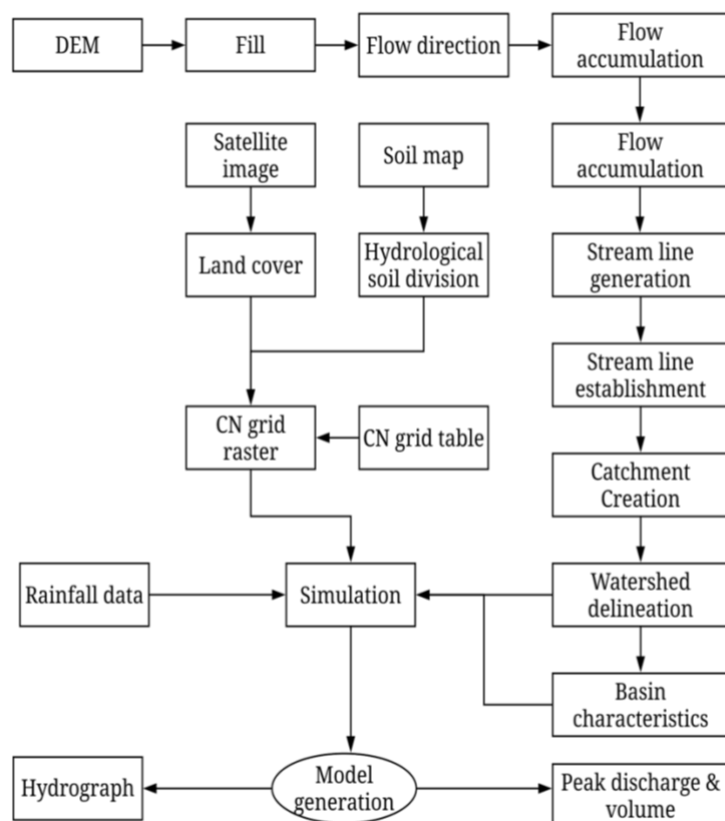 DEM
Fill
Flow direction
Flow
accumulation
Satellite
image
Soil map
Flow
accumulation
Land cover
Hydrological
soil division
Stream line
generation
Stream line
establishment
CN grid
raster
CN grid table
Catchment
Creation
Rainfall data
Simulation
Watershed
delineation
Basin
characteristics
Hydrograph
Model
generation
Peak discharge &
volume